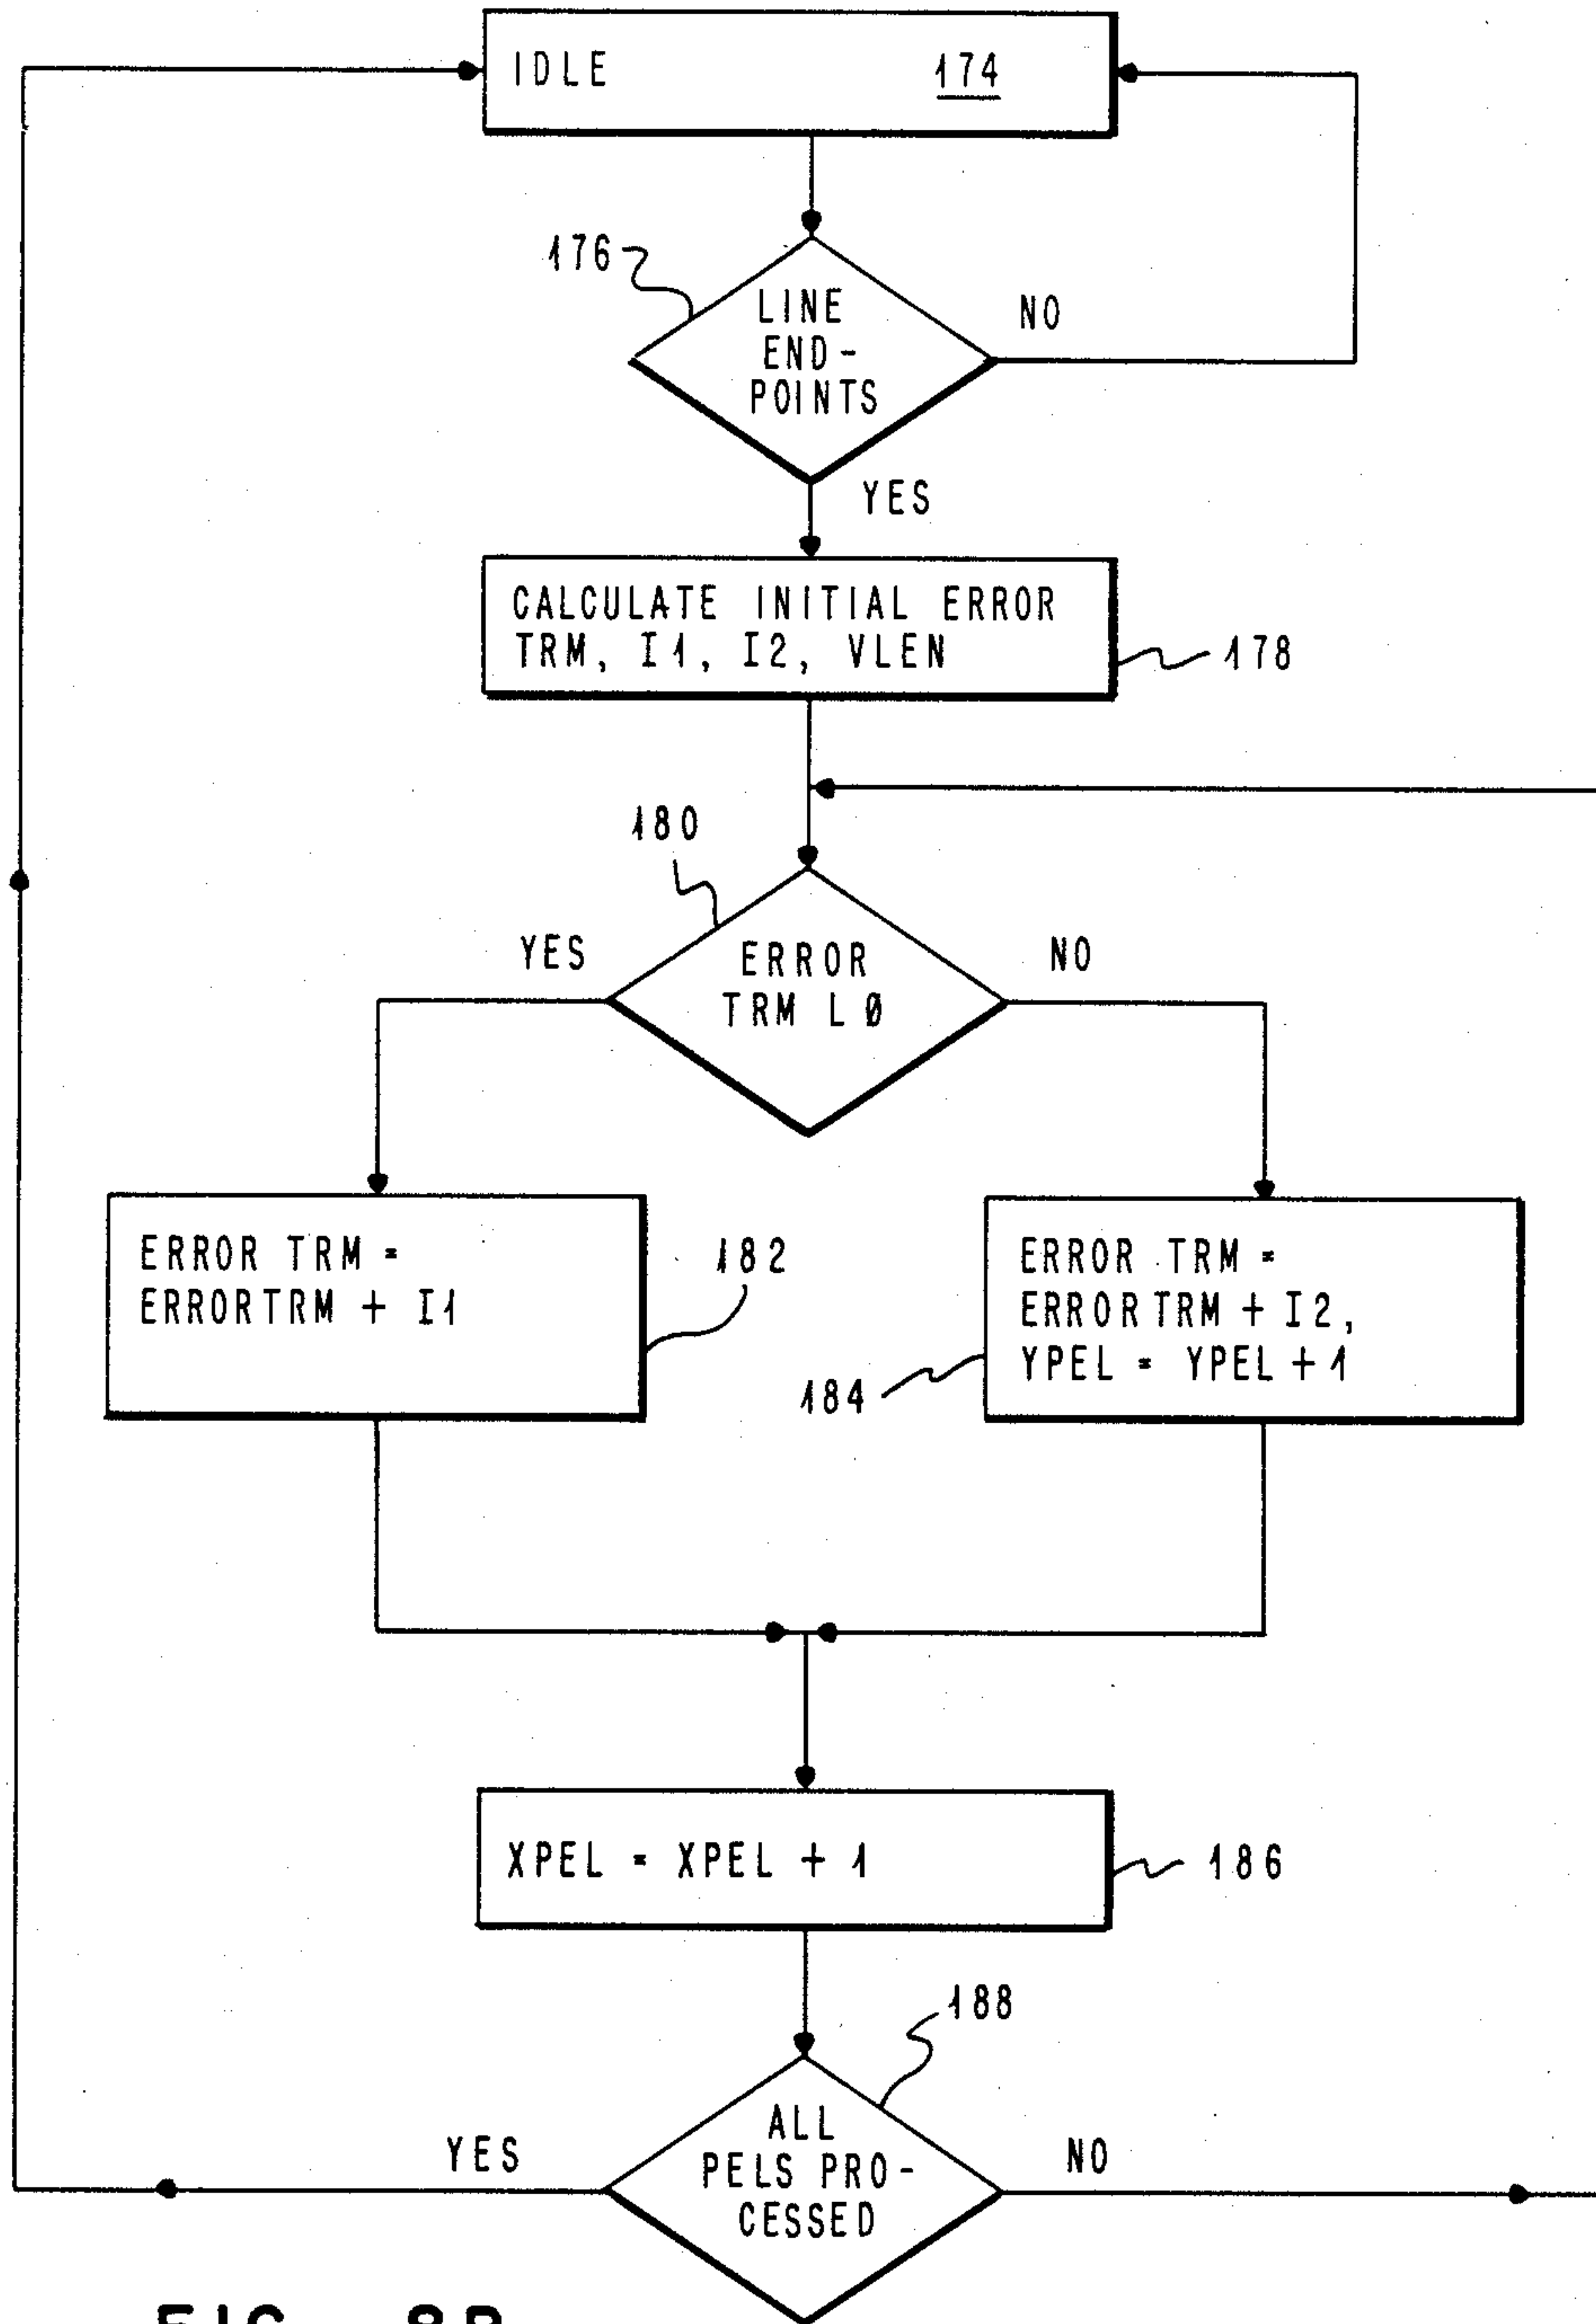 IDLE 174
176
LINE
END-
POINTS
NO
YES
CALCULATE INITIAL ERROR
TRM, I1, I2, VLEN
178
180
YES
ERROR
TRM L Ø
NO
ERROR TRM =
ERRORTRM + I1
182
ERROR TRM =
ERRORTRM + I2,
YPEL = YPEL + 1
184
XPEL = XPEL + 1
186
188
YES
ALL
PELS PRO-
CESSED
NO